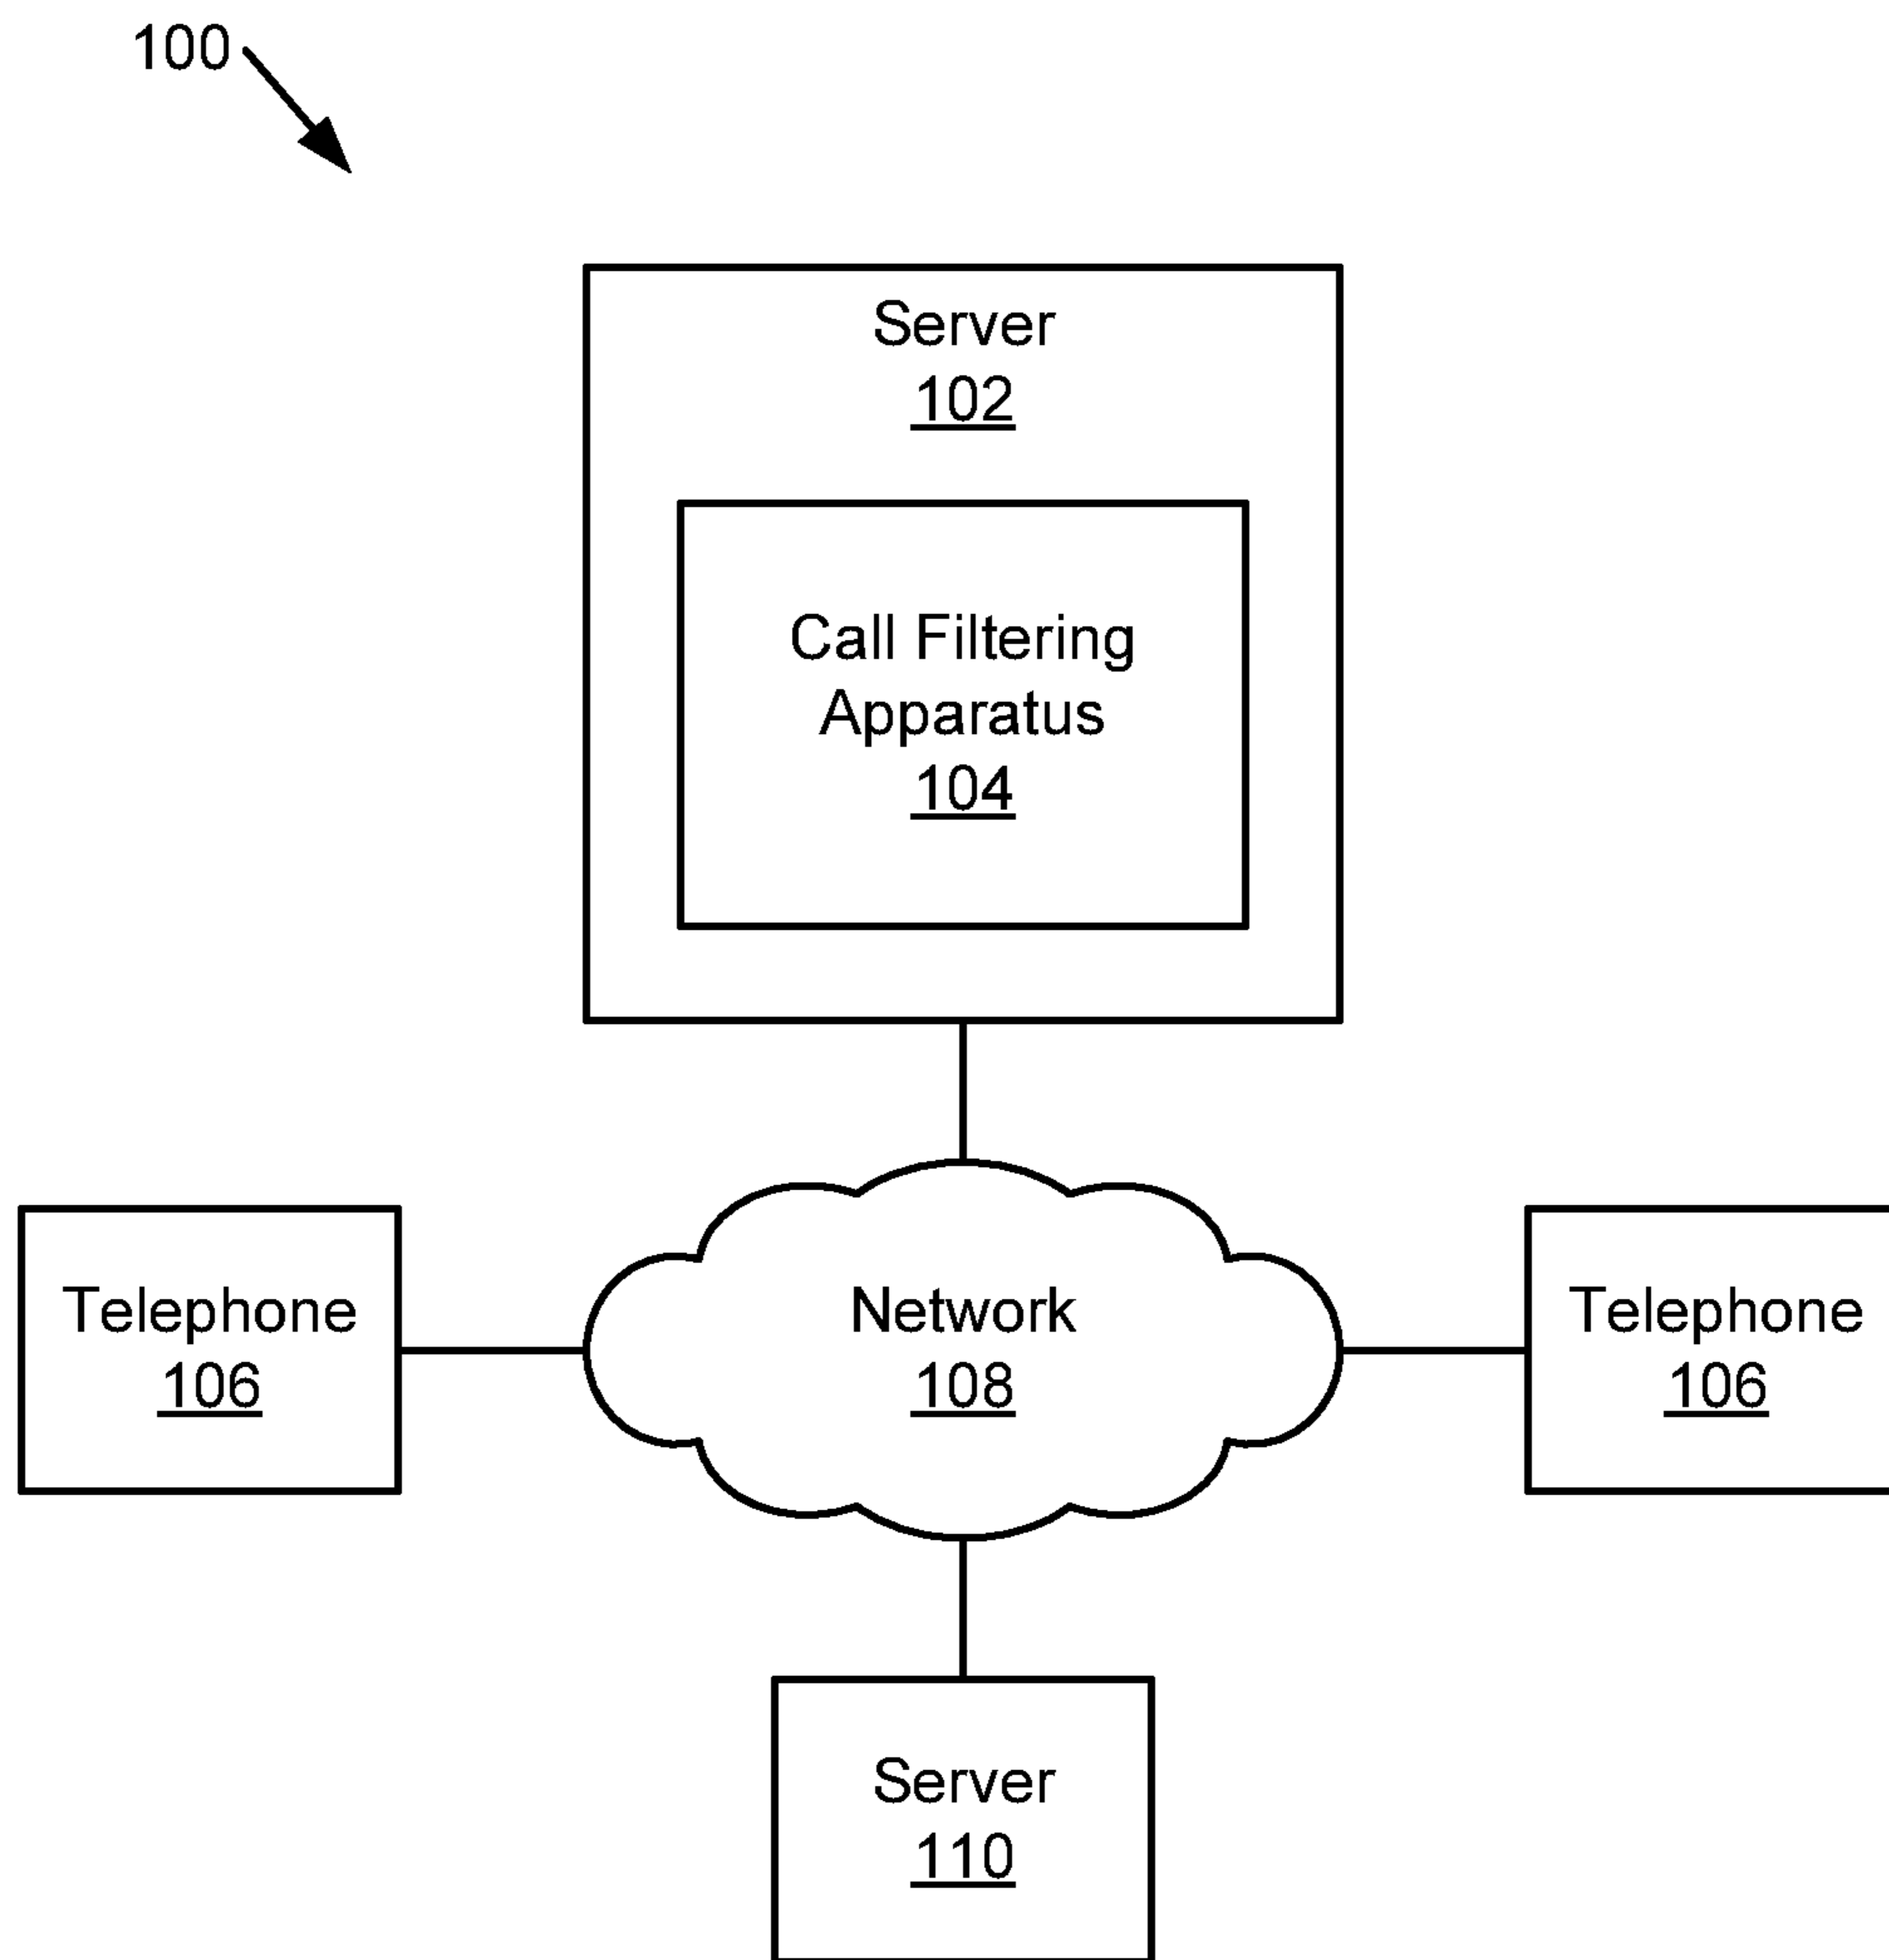 100
Server
102
Call Filtering
Apparatus
104
Telephone
106
Network
108
Telephone
106
Server
110